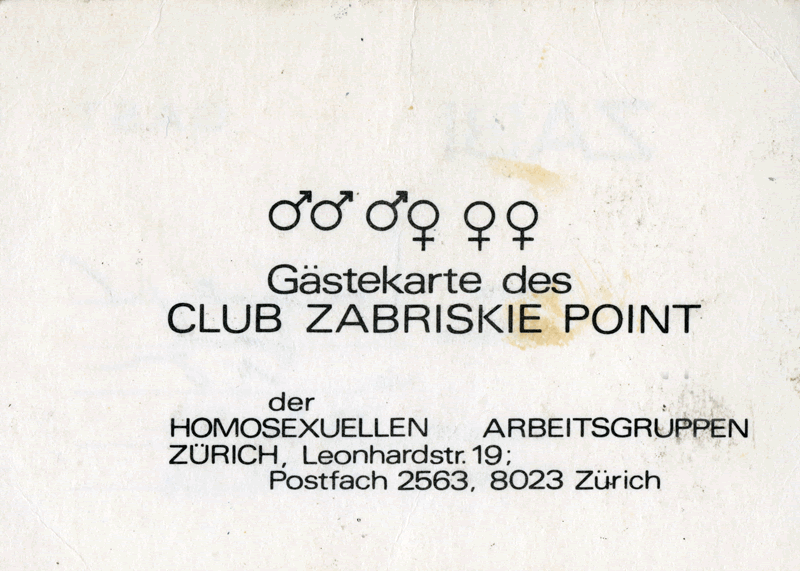 ♂♂ ♂♀ ♀♀
Gästekarte des
CLUB ZABRISKIE POINT
der
HOMOSEXUELLEN ARBEITSGRUPPEN
ZÜRICH, Leonhardstr. 19;
Postfach 2563, 8023 Zürich